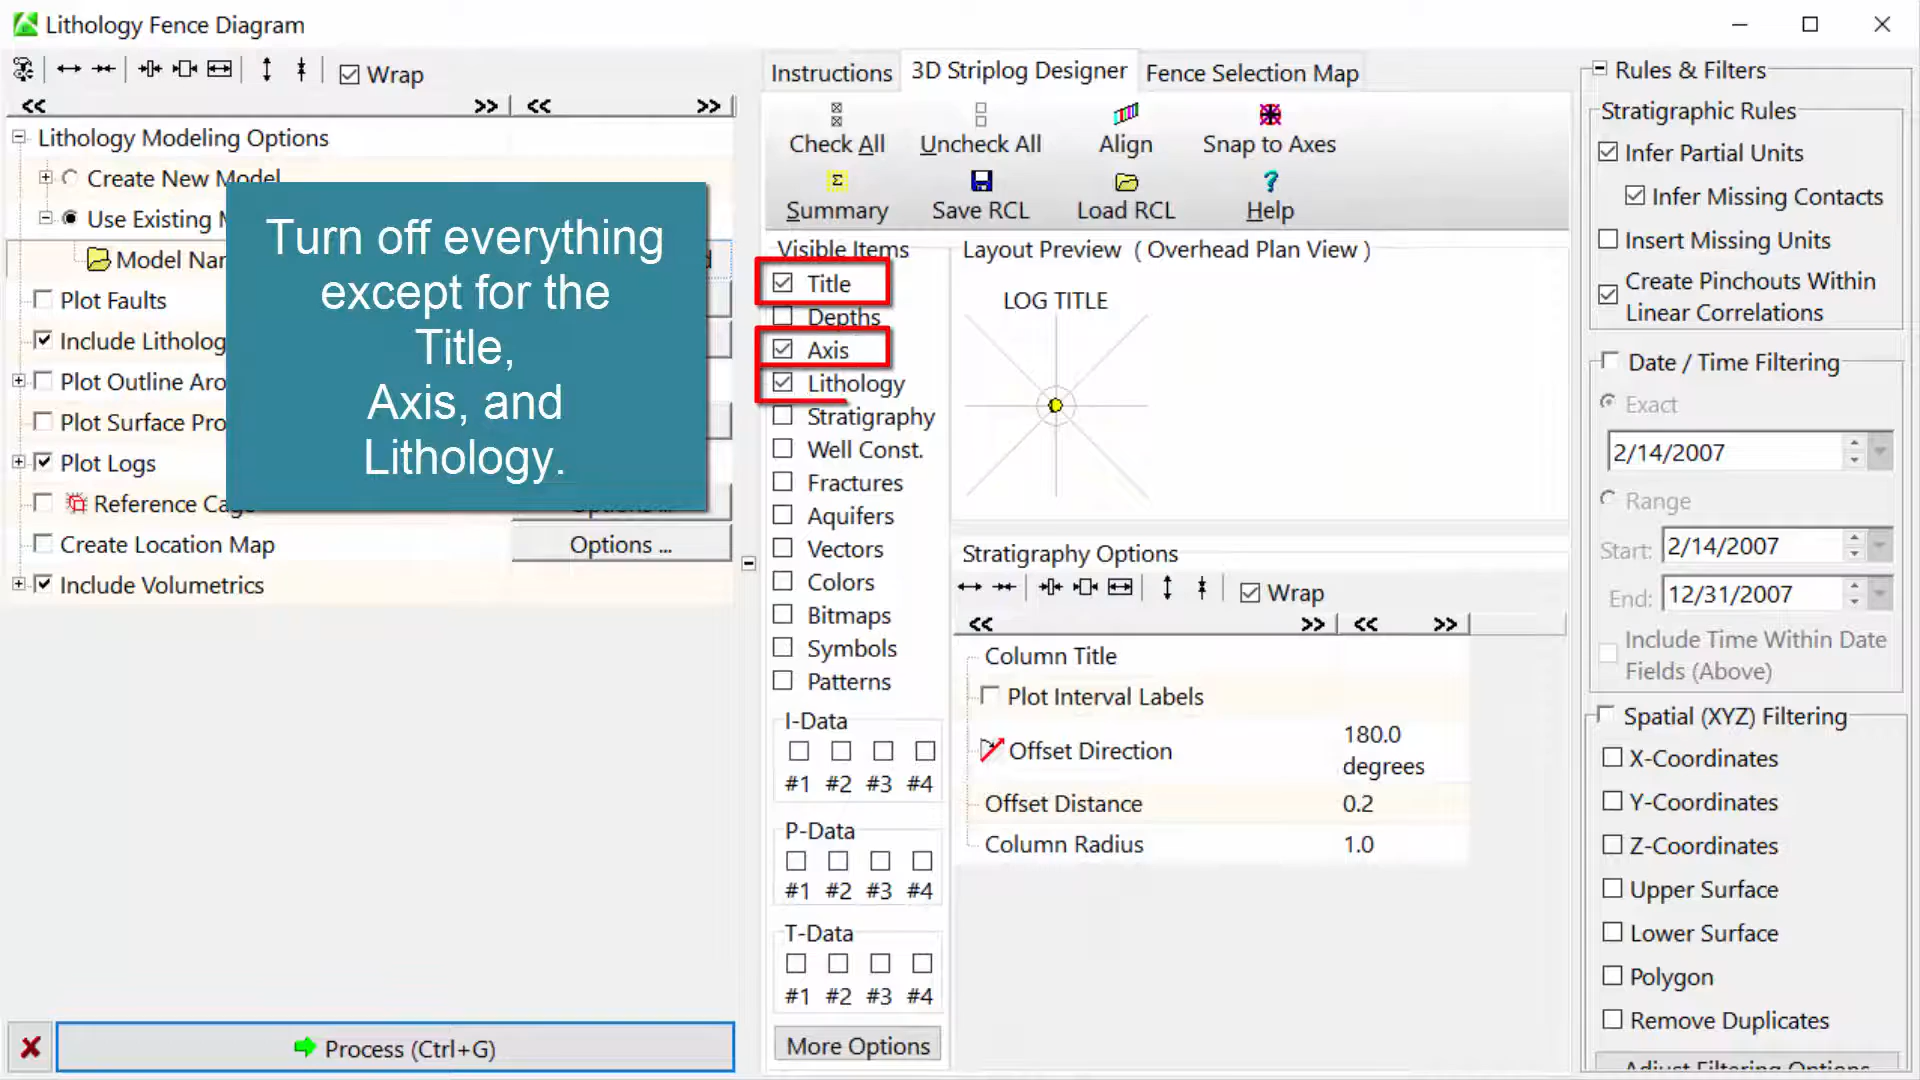 Lithology Fence Diagram
Wrap
<< >> << >>
Lithology Modeling Options
Create New Model
Use Existing M
Model Nar
Plot Faults
Include Litholog
Plot Outline Aro
Plot Surface Pro
Plot Logs
Reference Cage
Create Location Map
Options ...
Include Volumetrics
Turn off everything
except for the
Title,
Axis, and
Lithology.
Process (Ctrl+G)
Instructions
3D Striplog Designer
Fence Selection Map
Check All
Uncheck All
Align
Snap to Axes
Summary
Save RCL
Load RCL
Help
Visible Items
Title
Depths
Axis
Lithology
Stratigraphy
Well Const.
Fractures
Aquifers
Vectors
Colors
Bitmaps
Symbols
Patterns
I-Data
#1 #2 #3 #4
P-Data
#1 #2 #3 #4
T-Data
#1 #2 #3 #4
More Options
Layout Preview ( Overhead Plan View )
LOG TITLE
Stratigraphy Options
Wrap
<< >> << >>
Column Title
Plot Interval Labels
Offset Direction
180.0
degrees
Offset Distance
0.2
Column Radius
1.0
Rules & Filters
Stratigraphic Rules
Infer Partial Units
Infer Missing Contacts
Insert Missing Units
Create Pinchouts Within
Linear Correlations
Date / Time Filtering
Exact
2/14/2007
Range
Start: 2/14/2007
End: 12/31/2007
Include Time Within Date
Fields (Above)
Spatial (XYZ) Filtering
X-Coordinates
Y-Coordinates
Z-Coordinates
Upper Surface
Lower Surface
Polygon
Remove Duplicates
Adjust Filtering Options